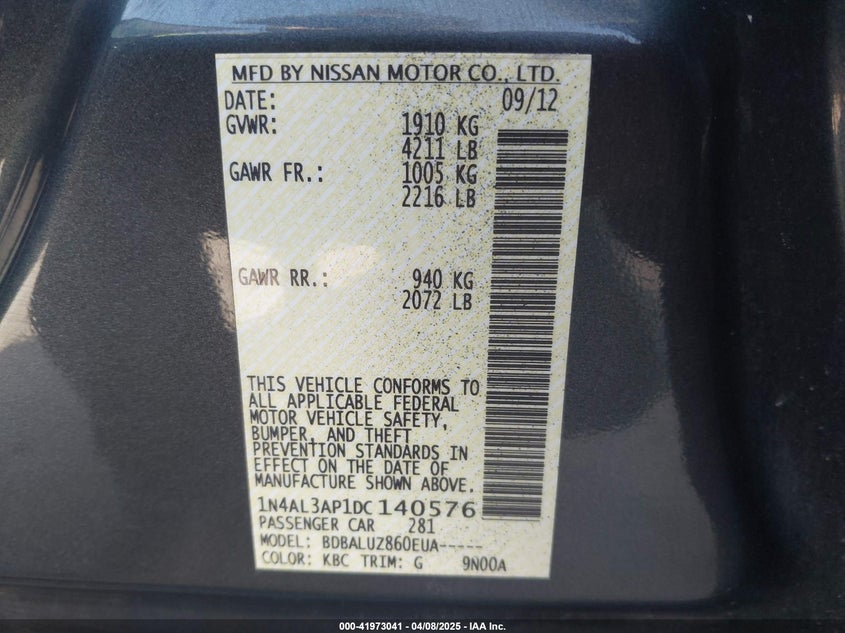 MFD BY NISSAN MOTOR CO., LTD.
DATE: 09/12
GVWR: 1910 KG
4211 LB
GAWR FR.: 1005 KG
2216 LB
GAWR RR.: 940 KG
2072 LB
THIS VEHICLE CONFORMS TO
ALL APPLICABLE FEDERAL
MOTOR VEHICLE SAFETY,
BUMPER, AND THEFT
PREVENTION STANDARDS IN
EFFECT ON THE DATE OF
MANUFACTURE SHOWN ABOVE.
1N4AL3AP1DC140576
PASSENGER CAR 281
MODEL: BDBALUZ860EUA-----
COLOR: KBC TRIM: G 9N00A
000-41973041 - 04/08/2025 - IAA Inc.